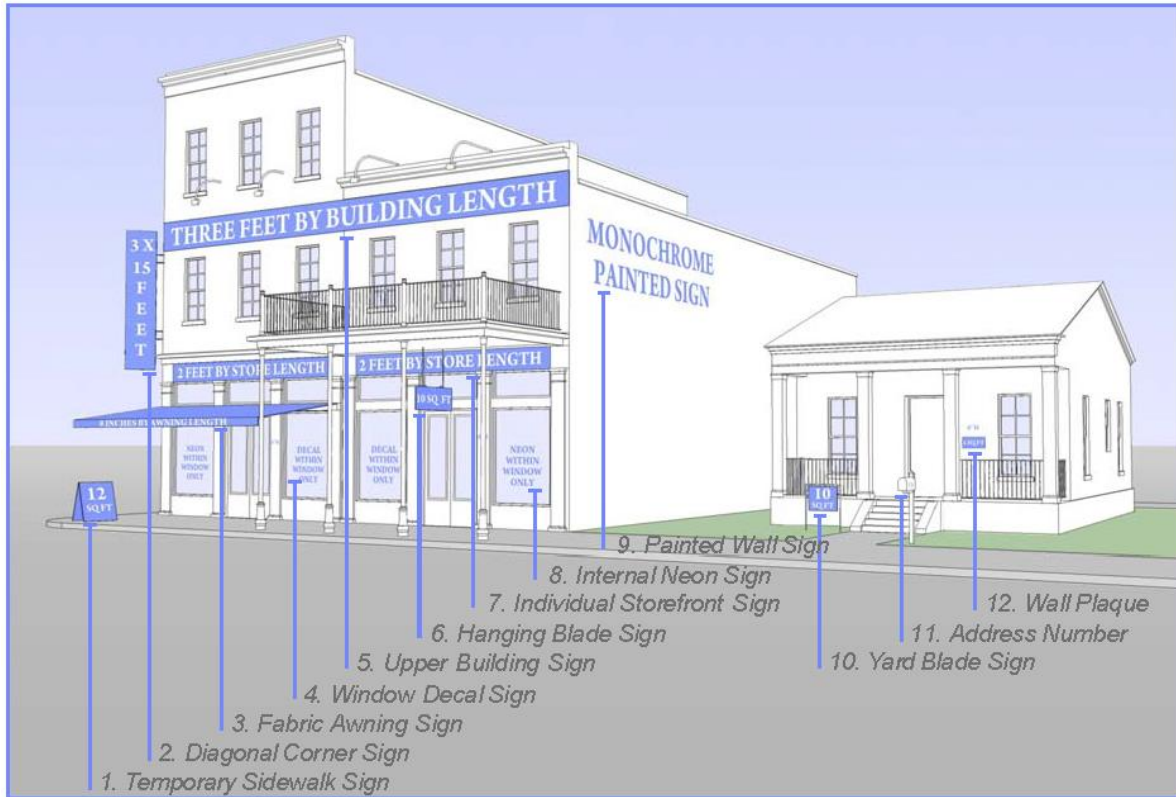 THREE FEET BY BUILDING LENGTH
MONOCHROME
PAINTED SIGN
3 X
15
F
E
E
T
2 FEET BY STORE LENGTH
2 FEET BY STORE LENGTH
10 SQ FT
INCHES BY AWNING LENGTH
NEON
WITHIN
WINDOW
ONLY
DECAL
WITHIN
WINDOW
ONLY
DECAL
WITHIN
WINDOW
ONLY
NEON
WITHIN
WINDOW
ONLY
12
SQ FT
10
SQ FT
SQ FT
9. Painted Wall Sign
8. Internal Neon Sign
7. Individual Storefront Sign
6. Hanging Blade Sign
5. Upper Building Sign
4. Window Decal Sign
3. Fabric Awning Sign
2. Diagonal Corner Sign
1. Temporary Sidewalk Sign
12. Wall Plaque
11. Address Number
10. Yard Blade Sign